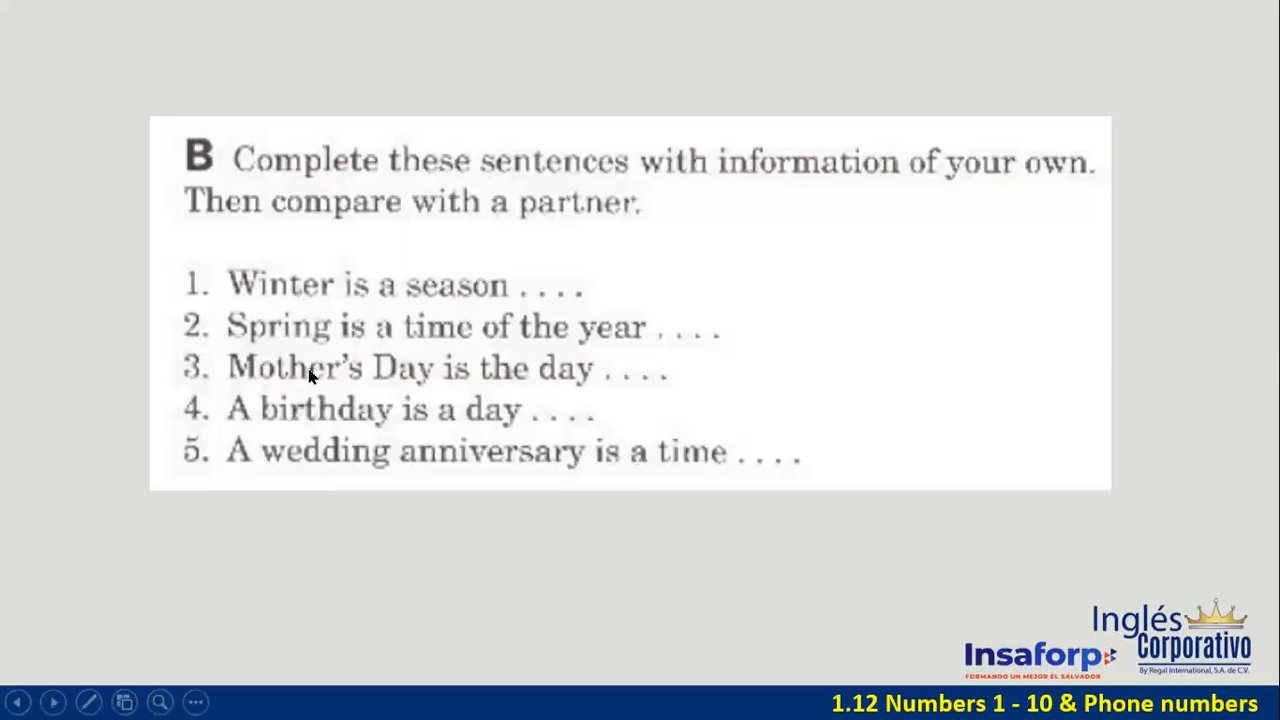 B Complete these sentences with information of your own.
Then compare with a partner.
1. Winter is a season . . . .
2. Spring is a time of the year . . . .
3. Mother's Day is the day . . . .
4. A birthday is a day . . . .
5. A wedding anniversary is a time . . . .
Inglés
Corporativo
By Regal International, S.A. de C.V.
Insaforp
FORMANDO UN MEJOR EL SALVADOR
1.12 Numbers 1 - 10 & Phone numbers